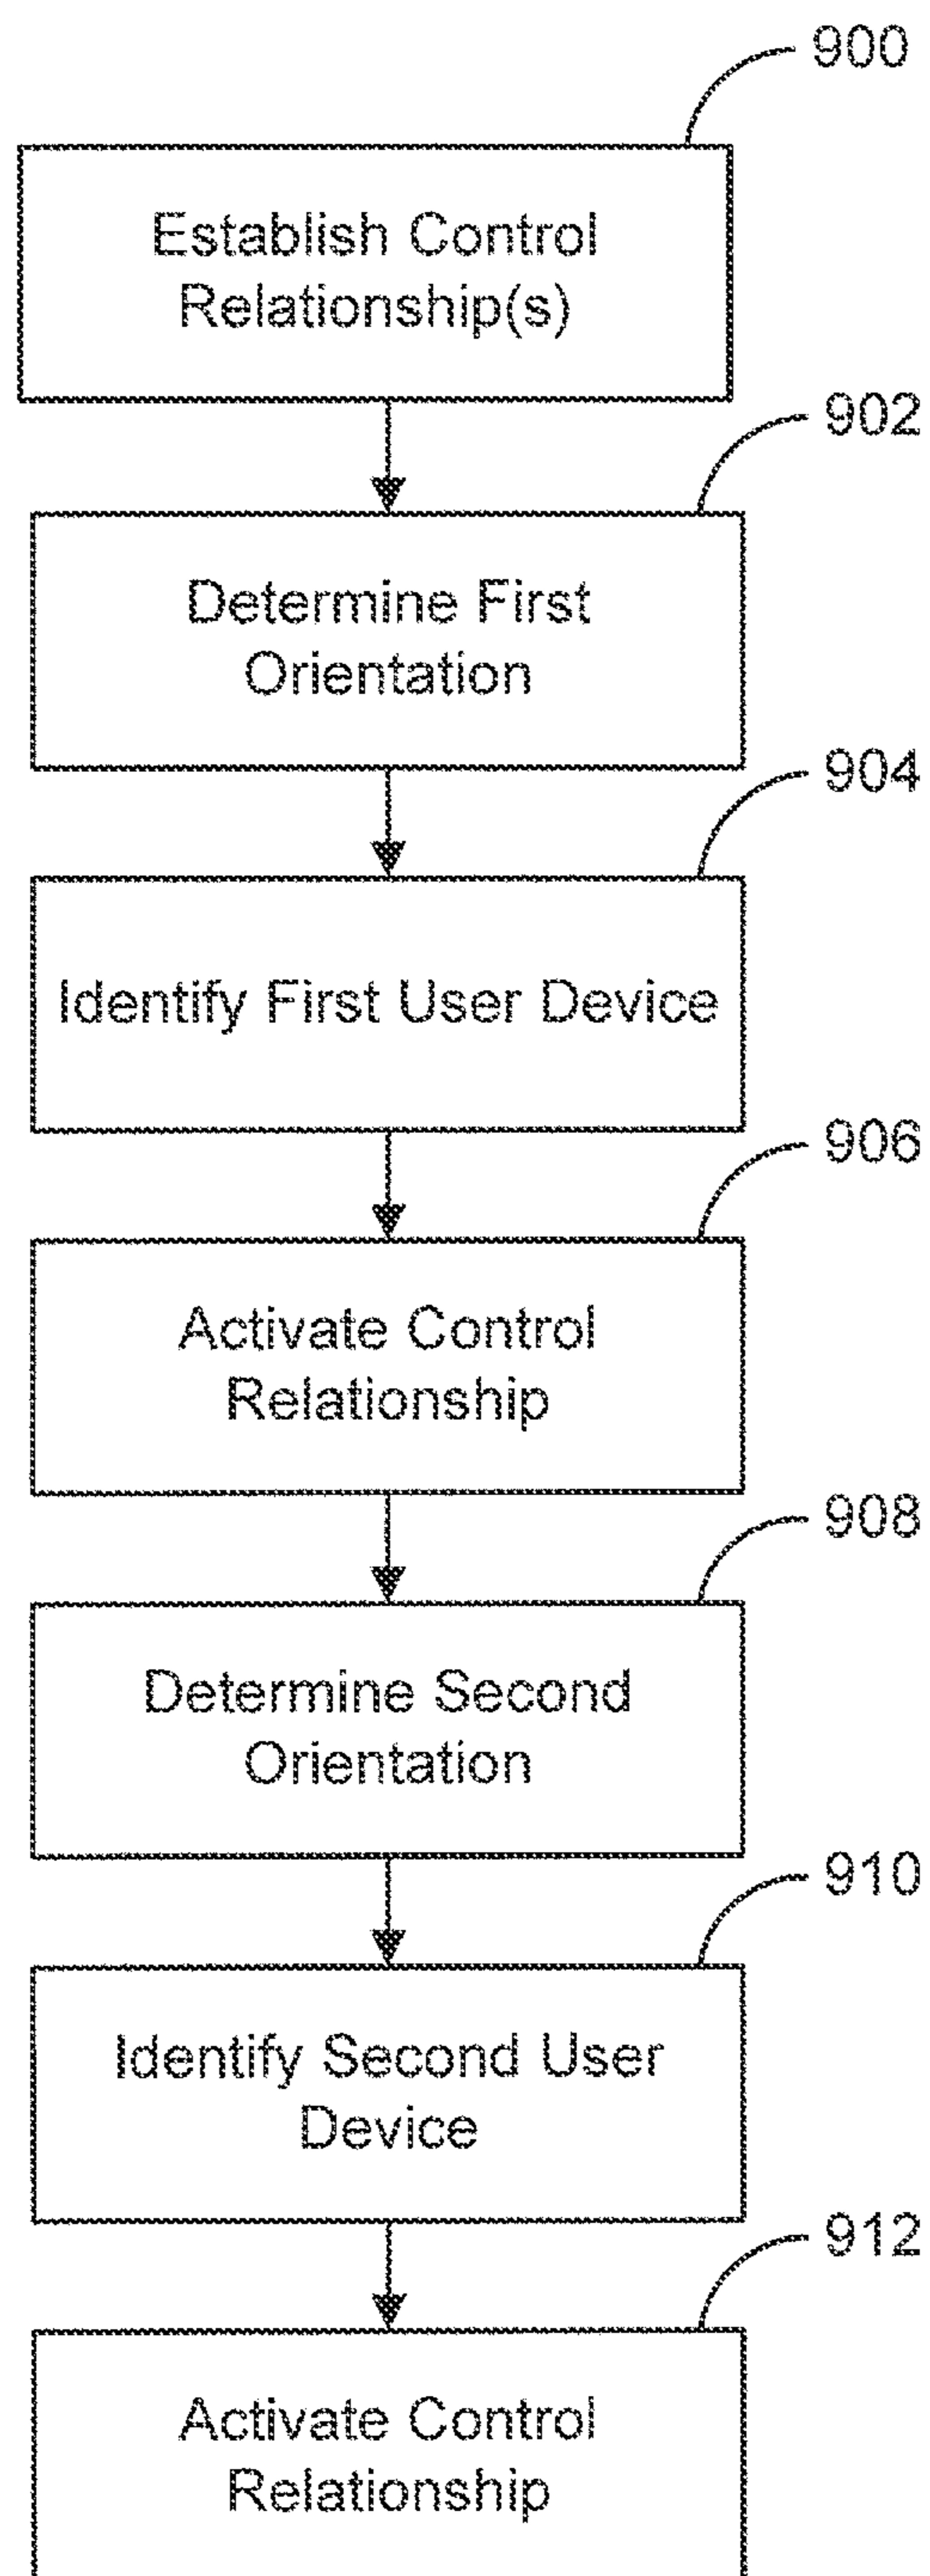 900
Establish Control
Relationship(s)
902
Determine First
Orientation
904
Identify First User Device
906
Activate Control
Relationship
908
Determine Second
Orientation
910
Identify Second User
Device
912
Activate Control
Relationship